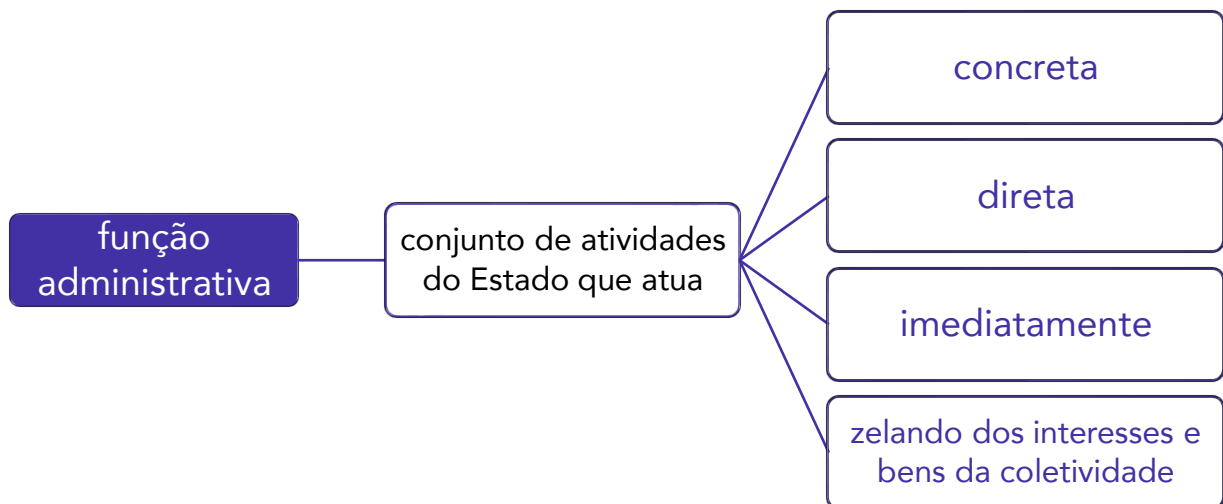 função
administrativa
conjunto de atividades
do Estado que atua
concreta
direta
imediatamente
zelando dos interesses e
bens da coletividade